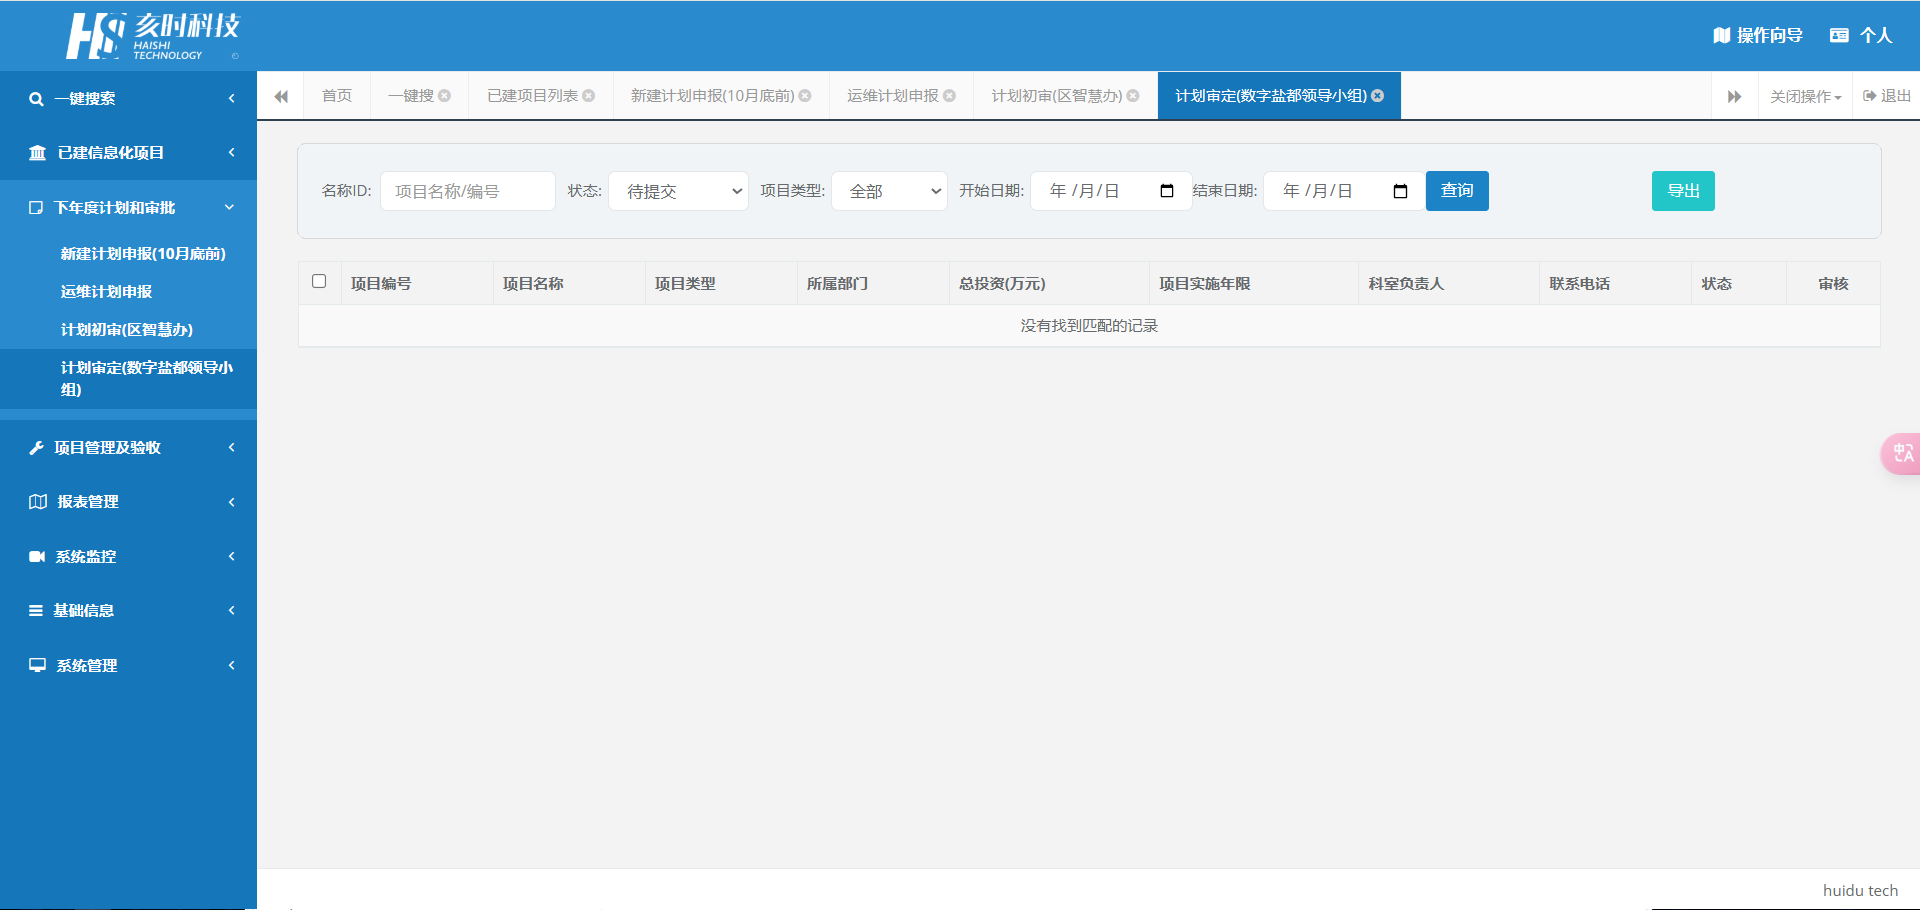 亥时科技
HAISHI
TECHNOLOGY
操作向导
个人
一键搜索
已建信息化项目
下年度计划和审批
新建计划申报(10月底前)
运维计划申报
计划初审(区智慧办)
计划审定(数字盐都领导小
组)
项目管理及验收
报表管理
系统监控
基础信息
系统管理
首页
一键搜
已建项目列表
新建计划申报(10月底前)
运维计划申报
计划初审(区智慧办)
计划审定(数字盐都领导小组)
关闭操作
退出
名称ID:
项目名称/编号
状态:
待提交
项目类型:
全部
开始日期:
年 /月/日
结束日期:
年 /月/日
查询
导出
项目编号
项目名称
项目类型
所属部门
总投资(万元)
项目实施年限
科室负责人
联系电话
状态
审核
没有找到匹配的记录
中
A
huidu tech